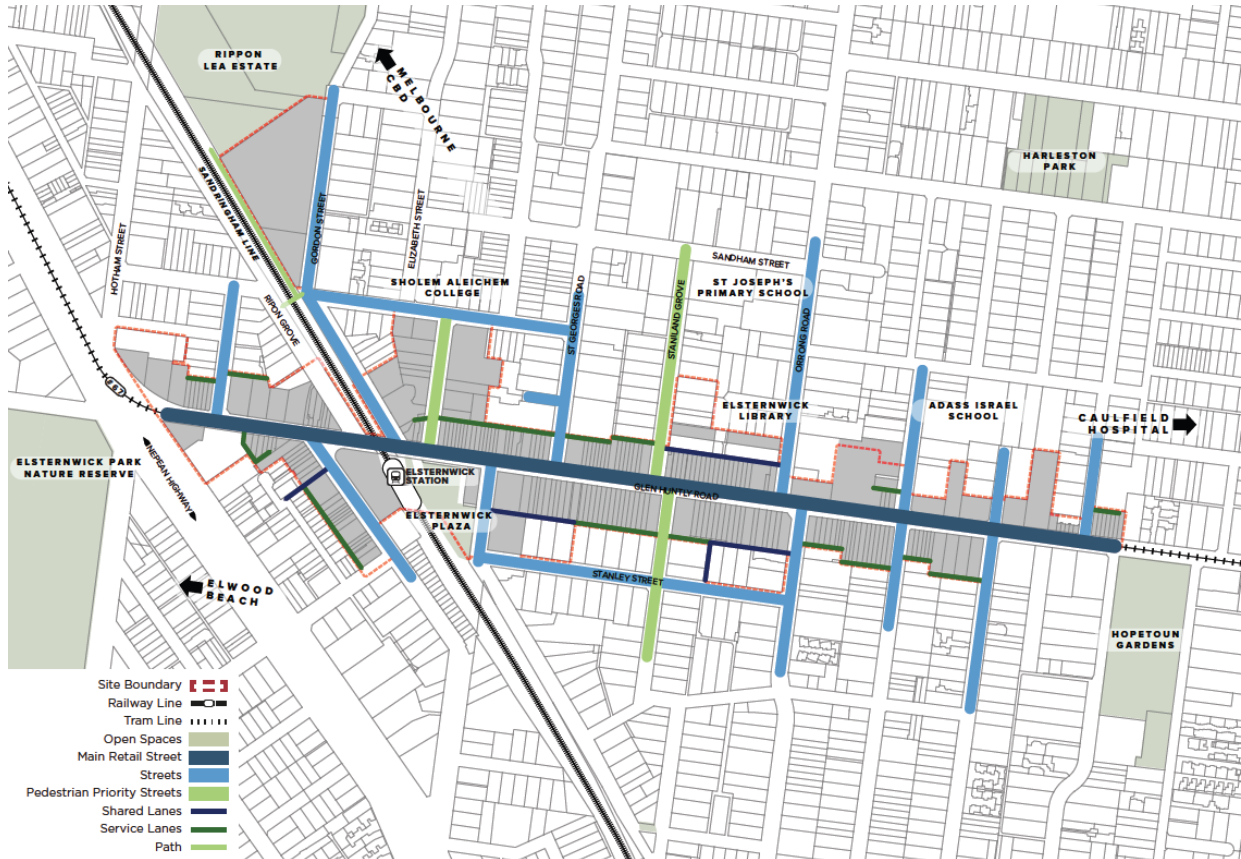 RIPPON
LEA ESTATE
MELBOURNE
CBD
HARLESTON
PARK
SANDRINGHAM LINE
GORDON STREET
ELIZABETH STREET
HOTHAM STREET
SANDHAM STREET
SHOLEM ALEICHEM
COLLEGE
ST JOSEPH'S
PRIMARY SCHOOL
RIPON GROVE
ST GEORGES ROAD
STANILAND GROVE
ORRONG ROAD
67
ELSTERNWICK
LIBRARY
ADASS ISRAEL
SCHOOL
CAULFIELD
HOSPITAL
ELSTERNWICK PARK
NATURE RESERVE
NEPEAN HIGHWAY
ELSTERNWICK
STATION
GLEN HUNTLY ROAD
ELSTERNWICK
PLAZA
STANLEY STREET
ELWOOD
BEACH
HOPETOUN
GARDENS
Site Boundary
Railway Line
Tram Line
Open Spaces
Main Retail Street
Streets
Pedestrian Priority Streets
Shared Lanes
Service Lanes
Path